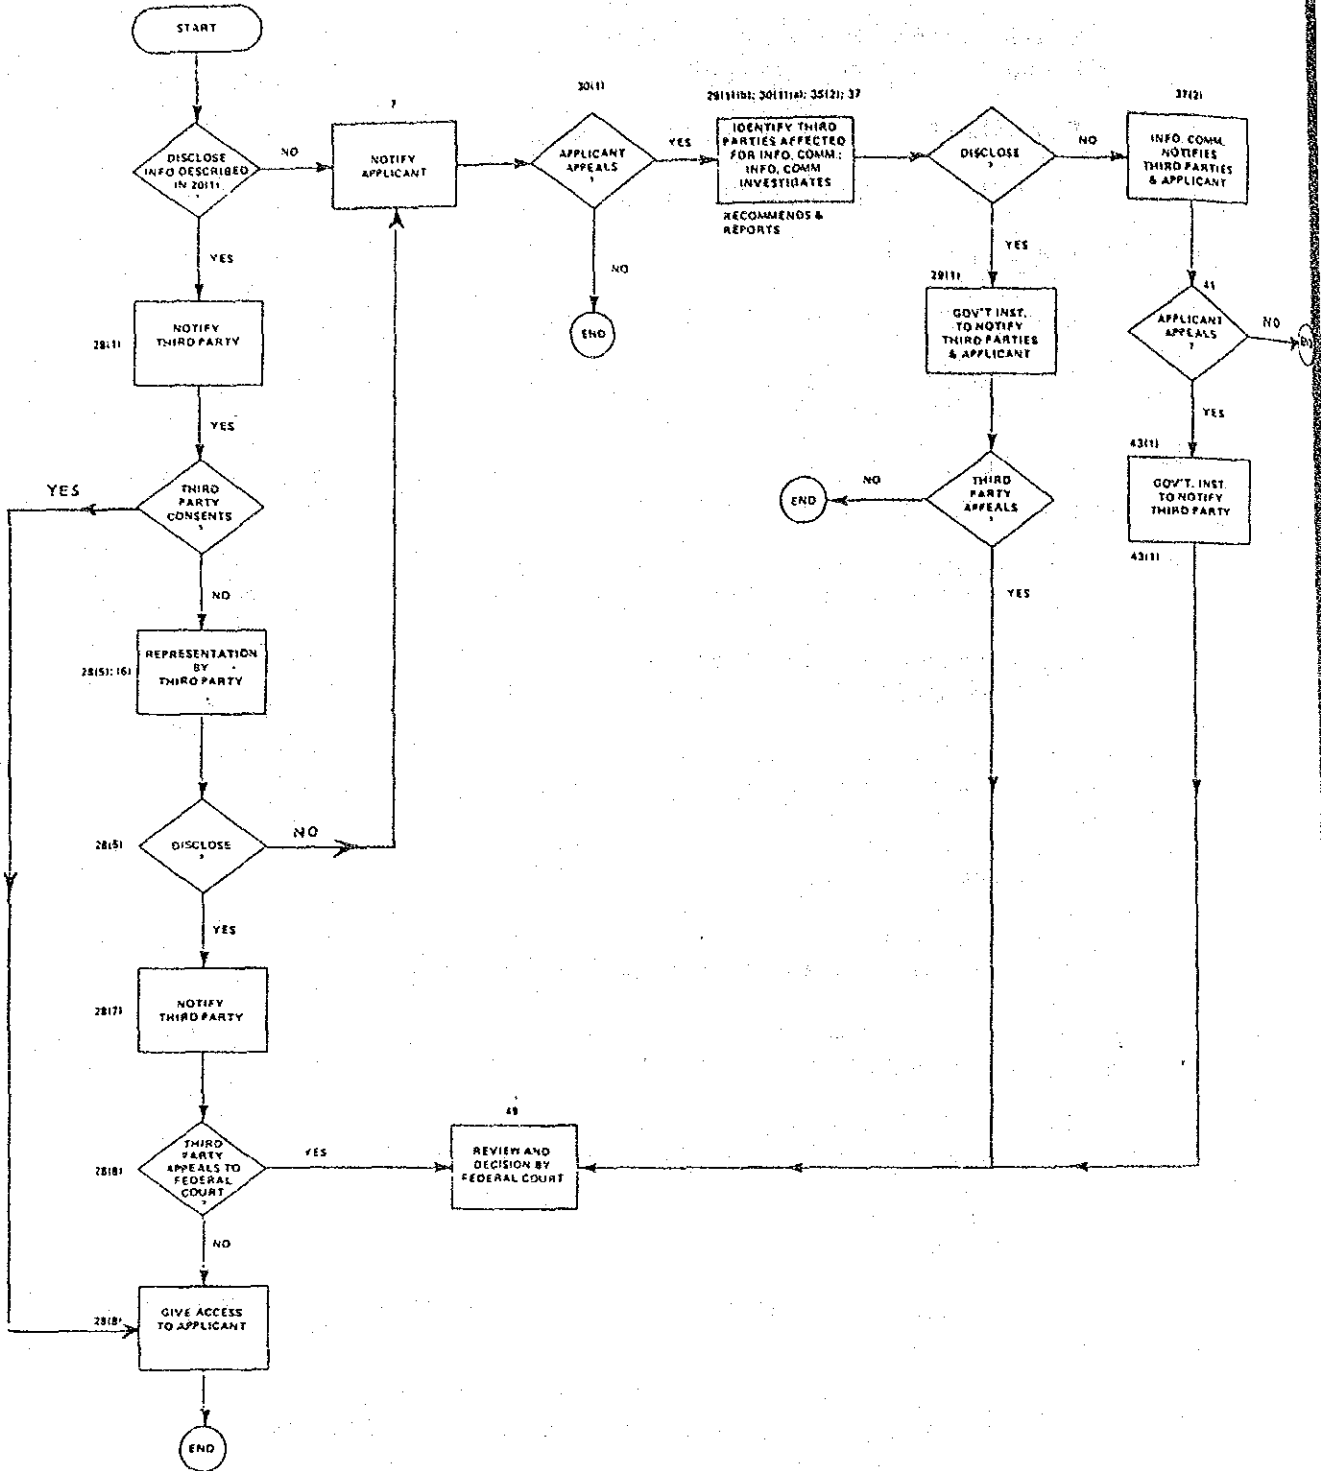 START
DISCLOSE
INFO DESCRIBED
IN 20(1)
?
NO
7
NOTIFY
APPLICANT
30(1)
APPLICANT
APPEALS
?
YES
NO
END
30(1)(a); 35(2); 37
IDENTIFY THIRD
PARTIES AFFECTED
FOR INFO. COMM.;
INFO. COMM
INVESTIGATES
RECOMMENDS &
REPORTS
DISCLOSE
?
NO
37(2)
INFO. COMM.
NOTIFIES
THIRD PARTIES
& APPLICANT
YES
29(1)
GOV'T INST.
TO NOTIFY
THIRD PARTIES
& APPLICANT
41
APPLICANT
APPEALS
?
NO
YES
43(1)
GOV'T. INST.
TO NOTIFY
THIRD PARTY
43(1)
THIRD
PARTY
APPEALS
?
NO
END
YES
YES
28(1)
NOTIFY
THIRD PARTY
YES
THIRD
PARTY
CONSENTS
?
YES
NO
28(5); (6)
REPRESENTATION
BY
THIRD PARTY
28(5)
DISCLOSE
?
NO
YES
28(7)
NOTIFY
THIRD PARTY
28(8)
THIRD
PARTY
APPEALS TO
FEDERAL
COURT
?
YES
49
REVIEW AND
DECISION BY
FEDERAL COURT
NO
28(8)
GIVE ACCESS
TO APPLICANT
END